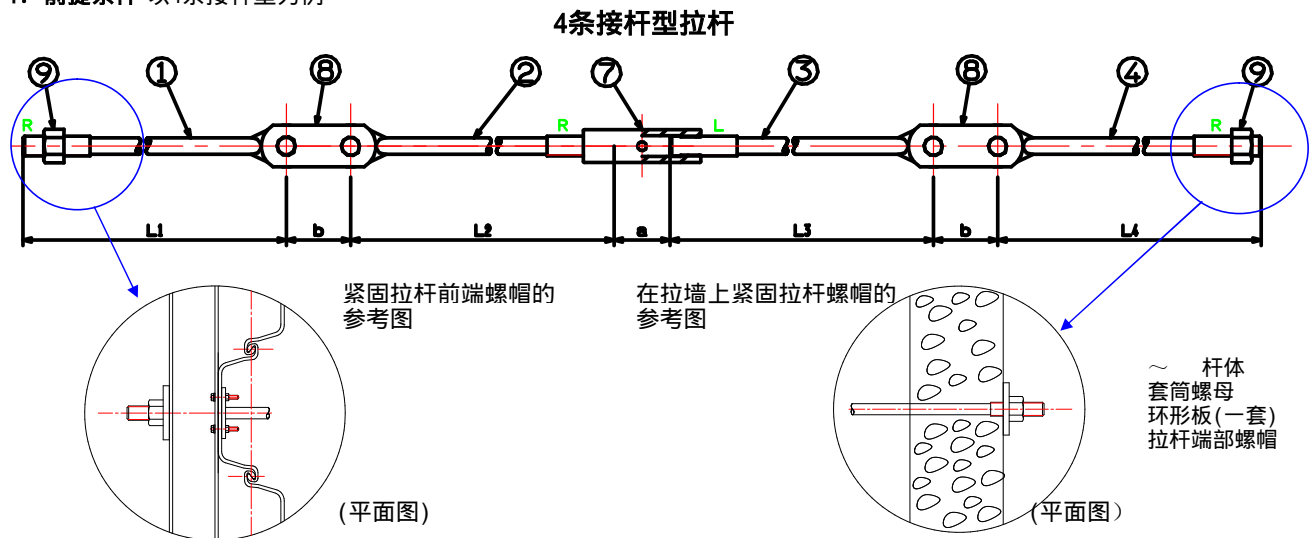 4条接杆型拉杆
⑨ ① ⑧ ② ⑦ ③ ⑧ ④ ⑨
R R L R
L1 b L2 a L3 b L4
紧固拉杆前端螺帽的
参考图
在拉墙上紧固拉杆螺帽的
参考图
～ 杆体
套筒螺母
环形板(一套)
拉杆端部螺帽
(平面图)
(平面图）